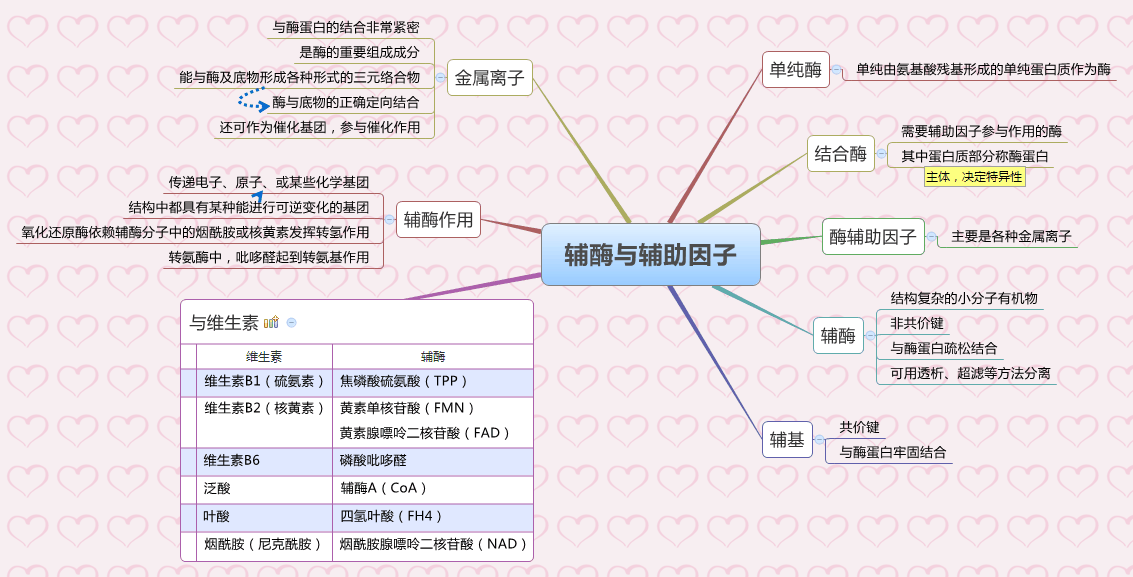 辅酶与辅助因子
单纯酶
单纯由氨基酸残基形成的单纯蛋白质作为酶
结合酶
需要辅助因子参与作用的酶
其中蛋白质部分称酶蛋白
主体，决定特异性
酶辅助因子
主要是各种金属离子
辅酶
结构复杂的小分子有机物
非共价键
与酶蛋白疏松结合
可用透析、超滤等方法分离
辅基
共价键
与酶蛋白牢固结合
金属离子
与酶蛋白的结合非常紧密
是酶的重要组成成分
能与酶及底物形成各种形式的三元络合物
酶与底物的正确定向结合
还可作为催化基团，参与催化作用
辅酶作用
传递电子、原子、或某些化学基团
结构中都具有某种能进行可逆变化的基团
氧化还原酶依赖辅酶分子中的烟酰胺或核黄素发挥转氢作用
转氨酶中，吡哆醛起到转氨基作用
与维生素
维生素 辅酶
维生素B1（硫氨素） 焦磷酸硫氨酸（TPP）
维生素B2（核黄素） 黄素单核苷酸（FMN）
黄素腺嘌呤二核苷酸（FAD）
维生素B6 磷酸吡哆醛
泛酸 辅酶A（CoA）
叶酸 四氢叶酸（FH4）
烟酰胺（尼克酰胺） 烟酰胺腺嘌呤二核苷酸（NAD）